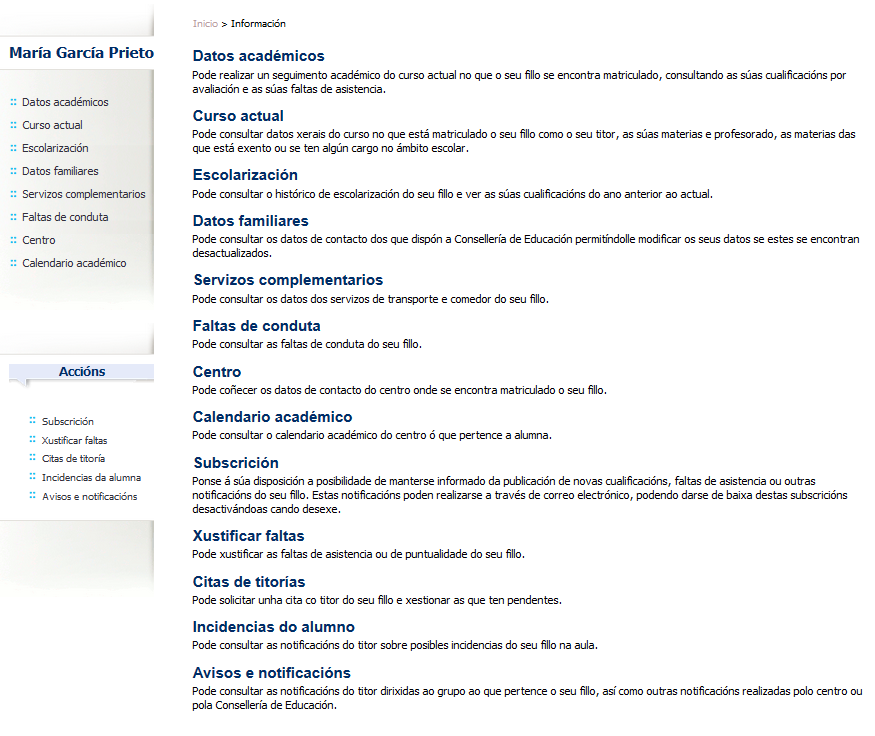 Inicio > Información
María García Prieto
Datos académicos
Curso actual
Escolarización
Datos familiares
Servizos complementarios
Faltas de conduta
Centro
Calendario académico
Accións
Subscrición
Xustificar faltas
Citas de titoría
Incidencias da alumna
Avisos e notificacións
Datos académicos
Pode realizar un seguimento académico do curso actual no que o seu fillo se encontra matriculado, consultando as súas cualificacións por
avaliación e as súas faltas de asistencia.
Curso actual
Pode consultar datos xerais do curso no que está matriculado o seu fillo como o seu titor, as súas materias e profesorado, as materias das
que está exento ou se ten algún cargo no ámbito escolar.
Escolarización
Pode consultar o histórico de escolarización do seu fillo e ver as súas cualificacións do ano anterior ao actual.
Datos familiares
Pode consultar os datos de contacto dos que dispón a Consellería de Educación permitíndolle modificar os seus datos se estes se encontran
desactualizados.
Servizos complementarios
Pode consultar os datos dos servizos de transporte e comedor do seu fillo.
Faltas de conduta
Pode consultar as faltas de conduta do seu fillo.
Centro
Pode coñecer os datos de contacto do centro onde se encontra matriculado o seu fillo.
Calendario académico
Pode consultar o calendario académico do centro ó que pertence a alumna.
Subscrición
Ponse á súa disposición a posibilidade de manterse informado da publicación de novas cualificacións, faltas de asistencia ou outras
notificacións do seu fillo. Estas notificacións poden realizarse a través de correo electrónico, podendo darse de baixa destas subscricións
desactivándoas cando desexe.
Xustificar faltas
Pode xustificar as faltas de asistencia ou de puntualidade do seu fillo.
Citas de titorías
Pode solicitar unha cita co titor do seu fillo e xestionar as que ten pendentes.
Incidencias do alumno
Pode consultar as notificacións do titor sobre posibles incidencias do seu fillo na aula.
Avisos e notificacións
Pode consultar as notificacións do titor dirixidas ao grupo ao que pertence o seu fillo, así como outras notificacións realizadas polo centro ou
pola Consellería de Educación.